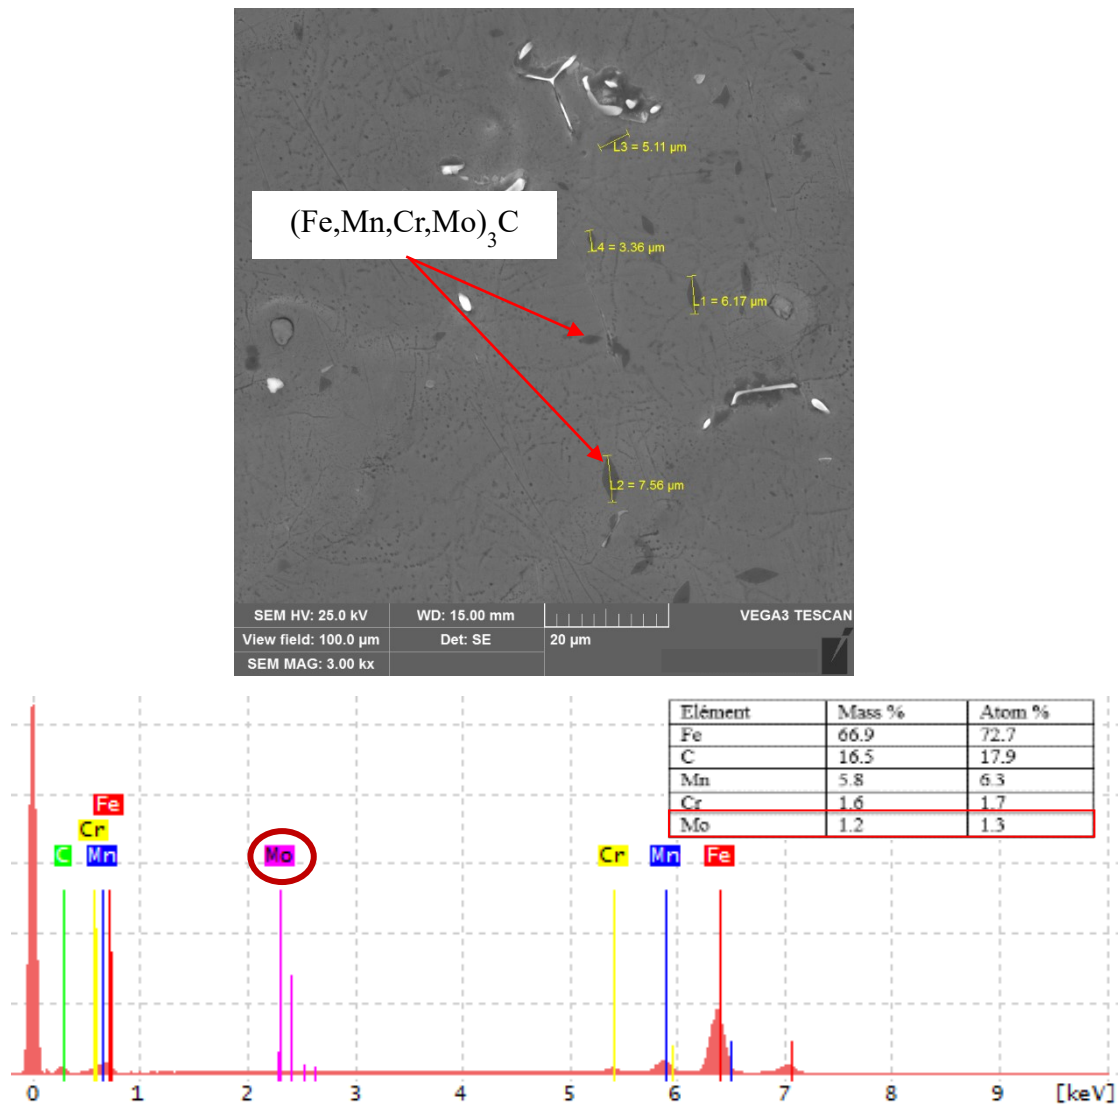 L3 = 5.11 µm
(Fe,Mn,Cr,Mo)3C
L4 = 3.36 µm
L1 = 6.17 µm
L2 = 7.56 µm
SEM HV: 25.0 kV WD: 15.00 mm VEGA3 TESCAN
View field: 100.0 µm Det: SE 20 µm
SEM MAG: 3.00 kx
Elément Mass % Atom %
Fe 66.9 72.7
C 16.5 17.9
Mn 5.8 6.3
Cr 1.6 1.7
Mo 1.2 1.3
Fe
Cr
C Mn Mo Cr Mn Fe
0 1 2 3 4 5 6 7 8 9 [keV]